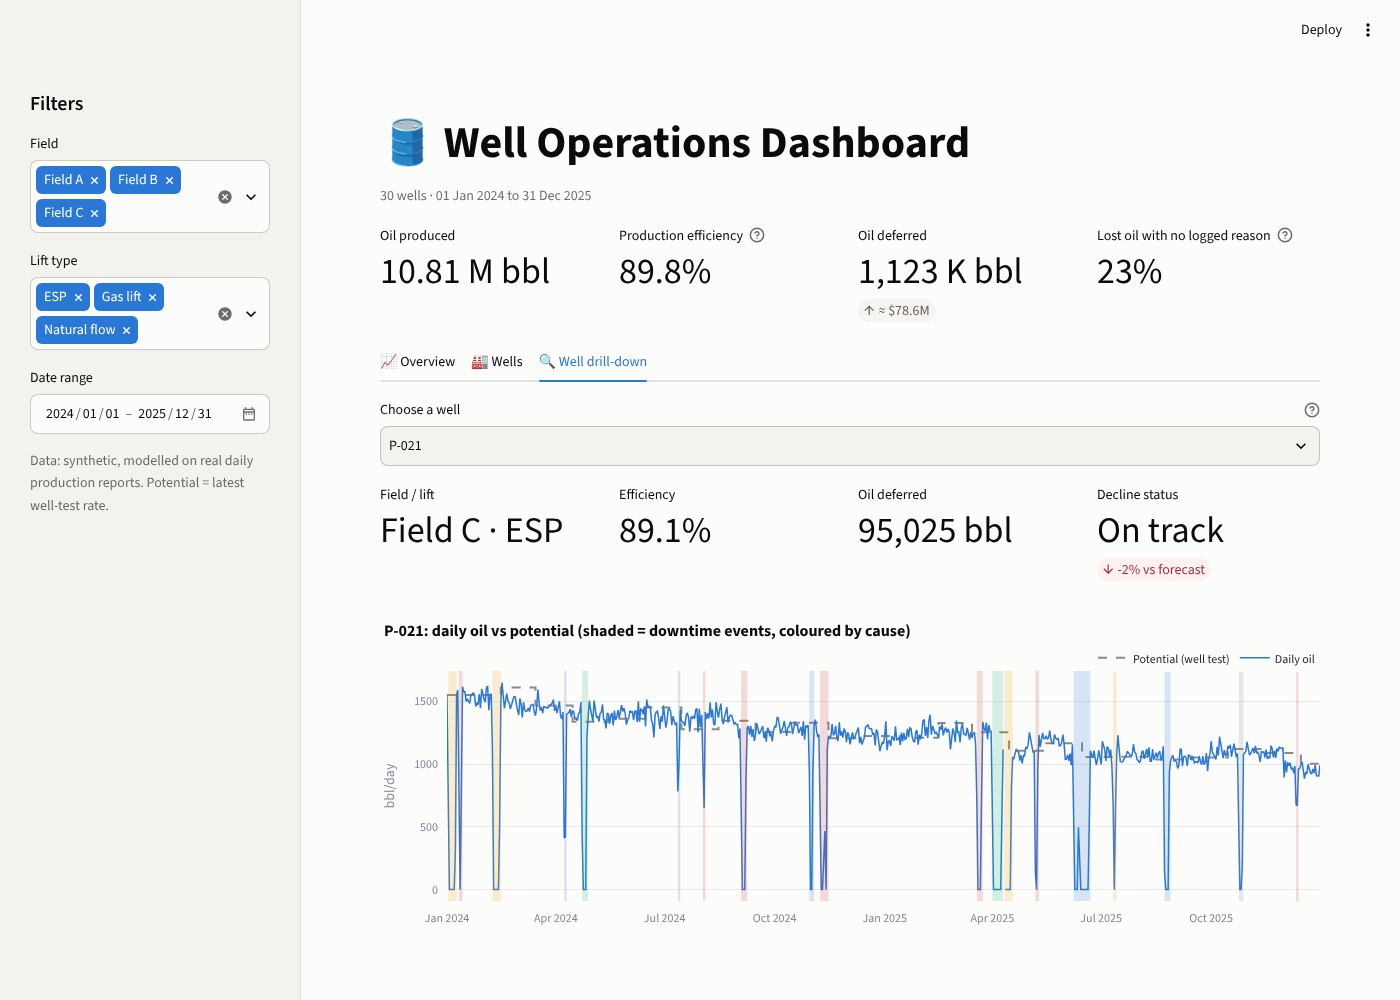 Deploy
Filters
Field
Field A × Field B ×
Field C ×
Lift type
ESP × Gas lift ×
Natural flow ×
Date range
2024/01/01 – 2025/12/31
Data: synthetic, modelled on real daily
production reports. Potential = latest
well-test rate.
Well Operations Dashboard
30 wells · 01 Jan 2024 to 31 Dec 2025
Oil produced
10.81 M bbl
Production efficiency ?
89.8%
Oil deferred
1,123 K bbl
↑ ≈ $78.6M
Lost oil with no logged reason ?
23%
Overview Wells Well drill-down
Choose a well ?
P-021
Field / lift
Field C · ESP
Efficiency
89.1%
Oil deferred
95,025 bbl
Decline status
On track
↓ -2% vs forecast
P-021: daily oil vs potential (shaded = downtime events, coloured by cause)
Potential (well test) Daily oil
bbl/day
1500
1000
500
0
Jan 2024 Apr 2024 Jul 2024 Oct 2024 Jan 2025 Apr 2025 Jul 2025 Oct 2025